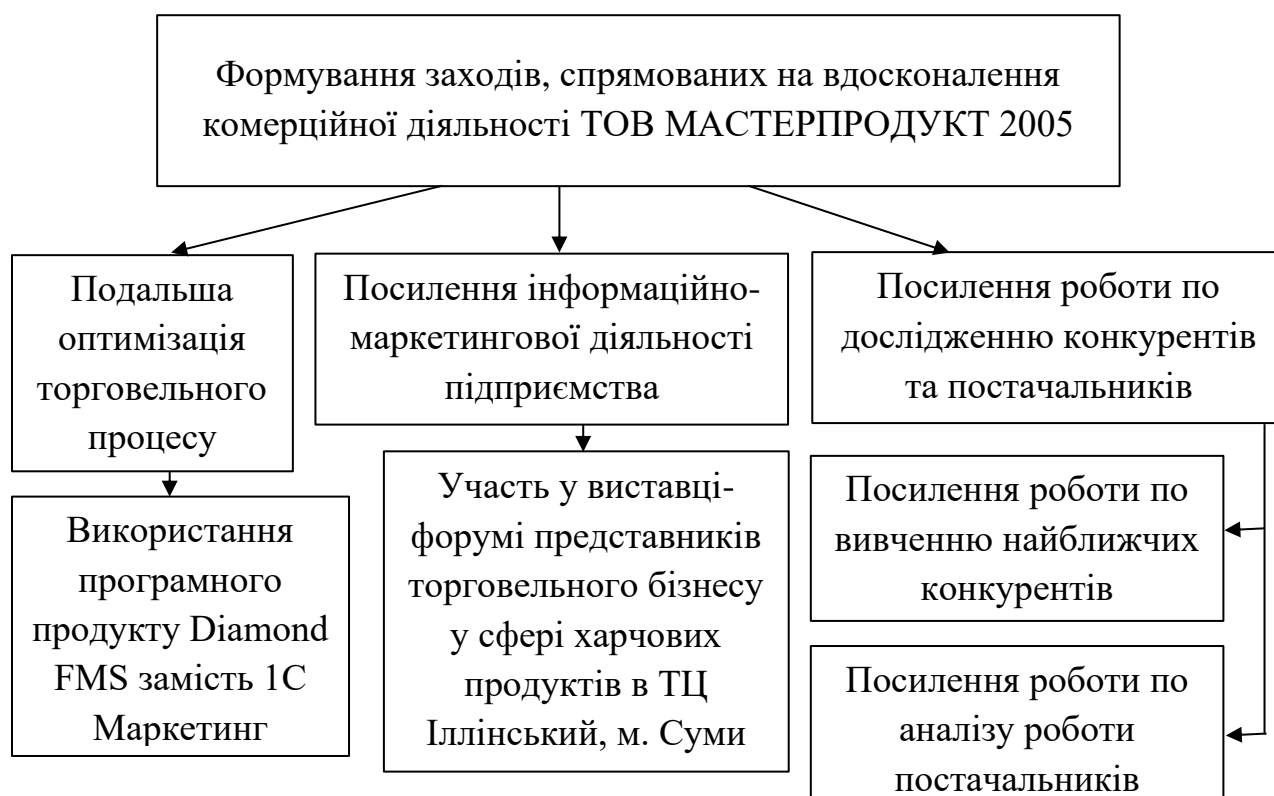 Формування заходів, спрямованих на вдосконалення
комерційної діяльності ТОВ МАСТЕРПРОДУКТ 2005
Подальша
оптимізація
торговельного
процесу
Посилення інформаційно-
маркетингової діяльності
підприємства
Посилення роботи по
дослідженню конкурентів
та постачальників
Використання
програмного
продукту Diamond
FMS замість 1С
Маркетинг
Участь у виставці-
форумі представників
торговельного бізнесу
у сфері харчових
продуктів в ТЦ
Іллінський, м. Суми
Посилення роботи по
вивченню найближчих
конкурентів
Посилення роботи по
аналізу роботи
постачальників